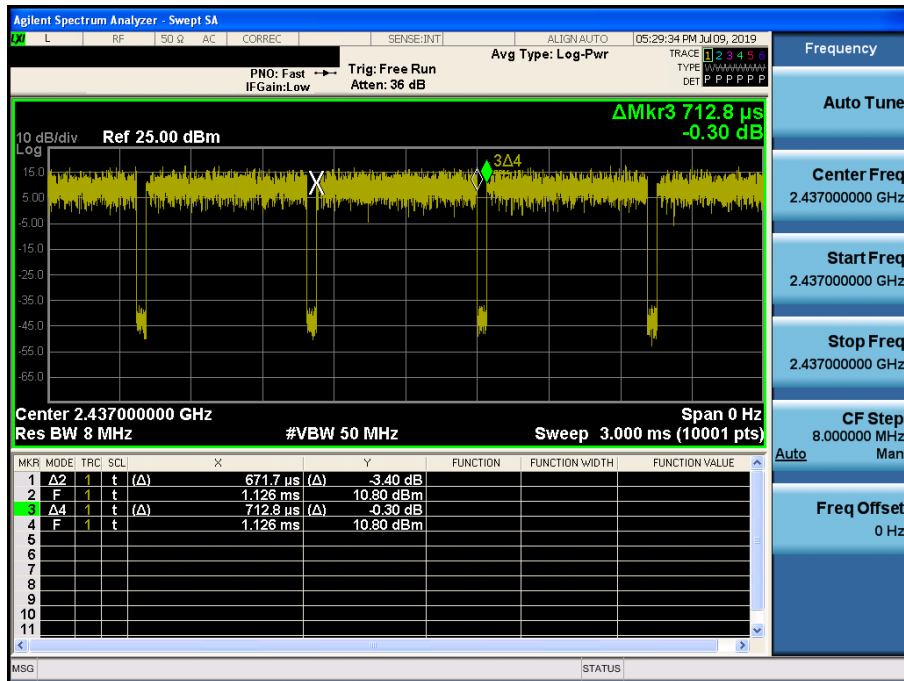 Agilent Spectrum Analyzer - Swept SA
LXI L RF 50 Ω AC CORREC SENSE:INT ALIGN AUTO 05:29:34 PM Jul 09, 2019
Frequency
Avg Type: Log-Pwr TRACE 1 2 3 4 5 6
PNO: Fast Trig: Free Run TYPE WWWWWW
IFGain:Low Atten: 36 dB DET P P P P P P
Auto Tune
ΔMkr3 712.8 µs
10 dB/div Ref 25.00 dBm -0.30 dB
Log
15.0
5.00
-5.00
-15.0
-25.0
-35.0
-45.0
-55.0
-65.0
X
3Δ4
Center Freq
2.437000000 GHz
Start Freq
2.437000000 GHz
Stop Freq
2.437000000 GHz
Center 2.437000000 GHz Span 0 Hz
Res BW 8 MHz #VBW 50 MHz Sweep 3.000 ms (10001 pts)
CF Step
8.000000 MHz
Auto Man
MKR MODE TRC SCL X Y FUNCTION FUNCTION WIDTH FUNCTION VALUE
1 Δ2 1 t (Δ) 671.7 µs (Δ) -3.40 dB
2 F 1 t 1.126 ms 10.80 dBm
3 Δ4 1 t (Δ) 712.8 µs (Δ) -0.30 dB
4 F 1 t 1.126 ms 10.80 dBm
5
6
7
8
9
10
11
Freq Offset
0 Hz
MSG STATUS